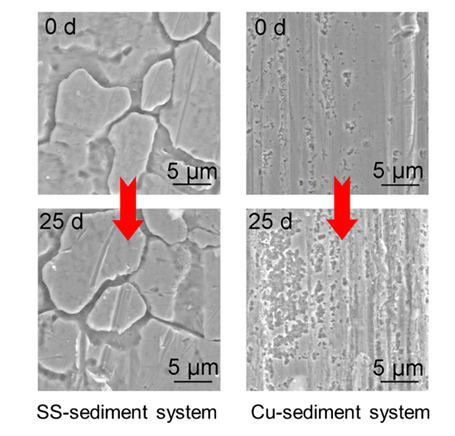 0 d
0 d
5 µm
5 µm
25 d
25 d
5 µm
5 µm
SS-sediment system
Cu-sediment system